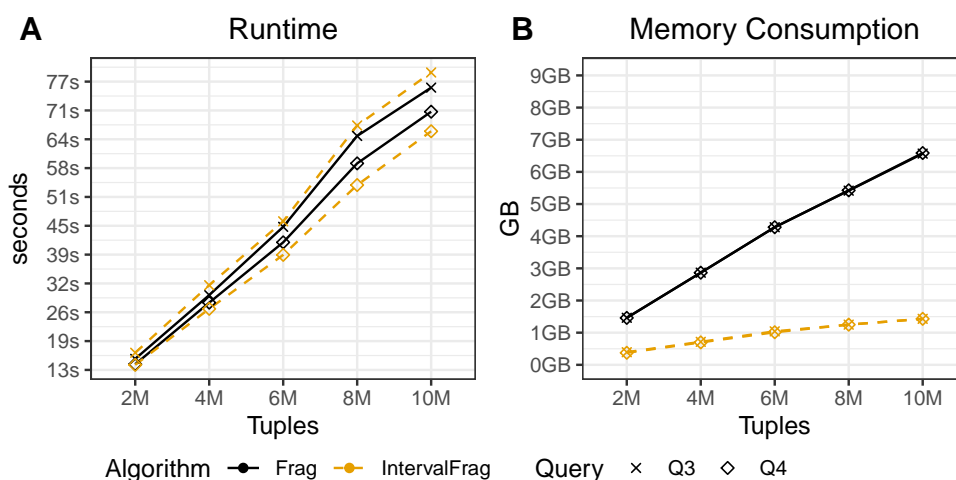 A Runtime
seconds
77s
71s
64s
58s
51s
45s
39s
32s
26s
19s
13s
2M 4M 6M 8M 10M
Tuples
B Memory Consumption
GB
9GB
8GB
7GB
6GB
5GB
4GB
3GB
2GB
1GB
0GB
2M 4M 6M 8M 10M
Tuples
Algorithm Frag IntervalFrag Query Q3 Q4